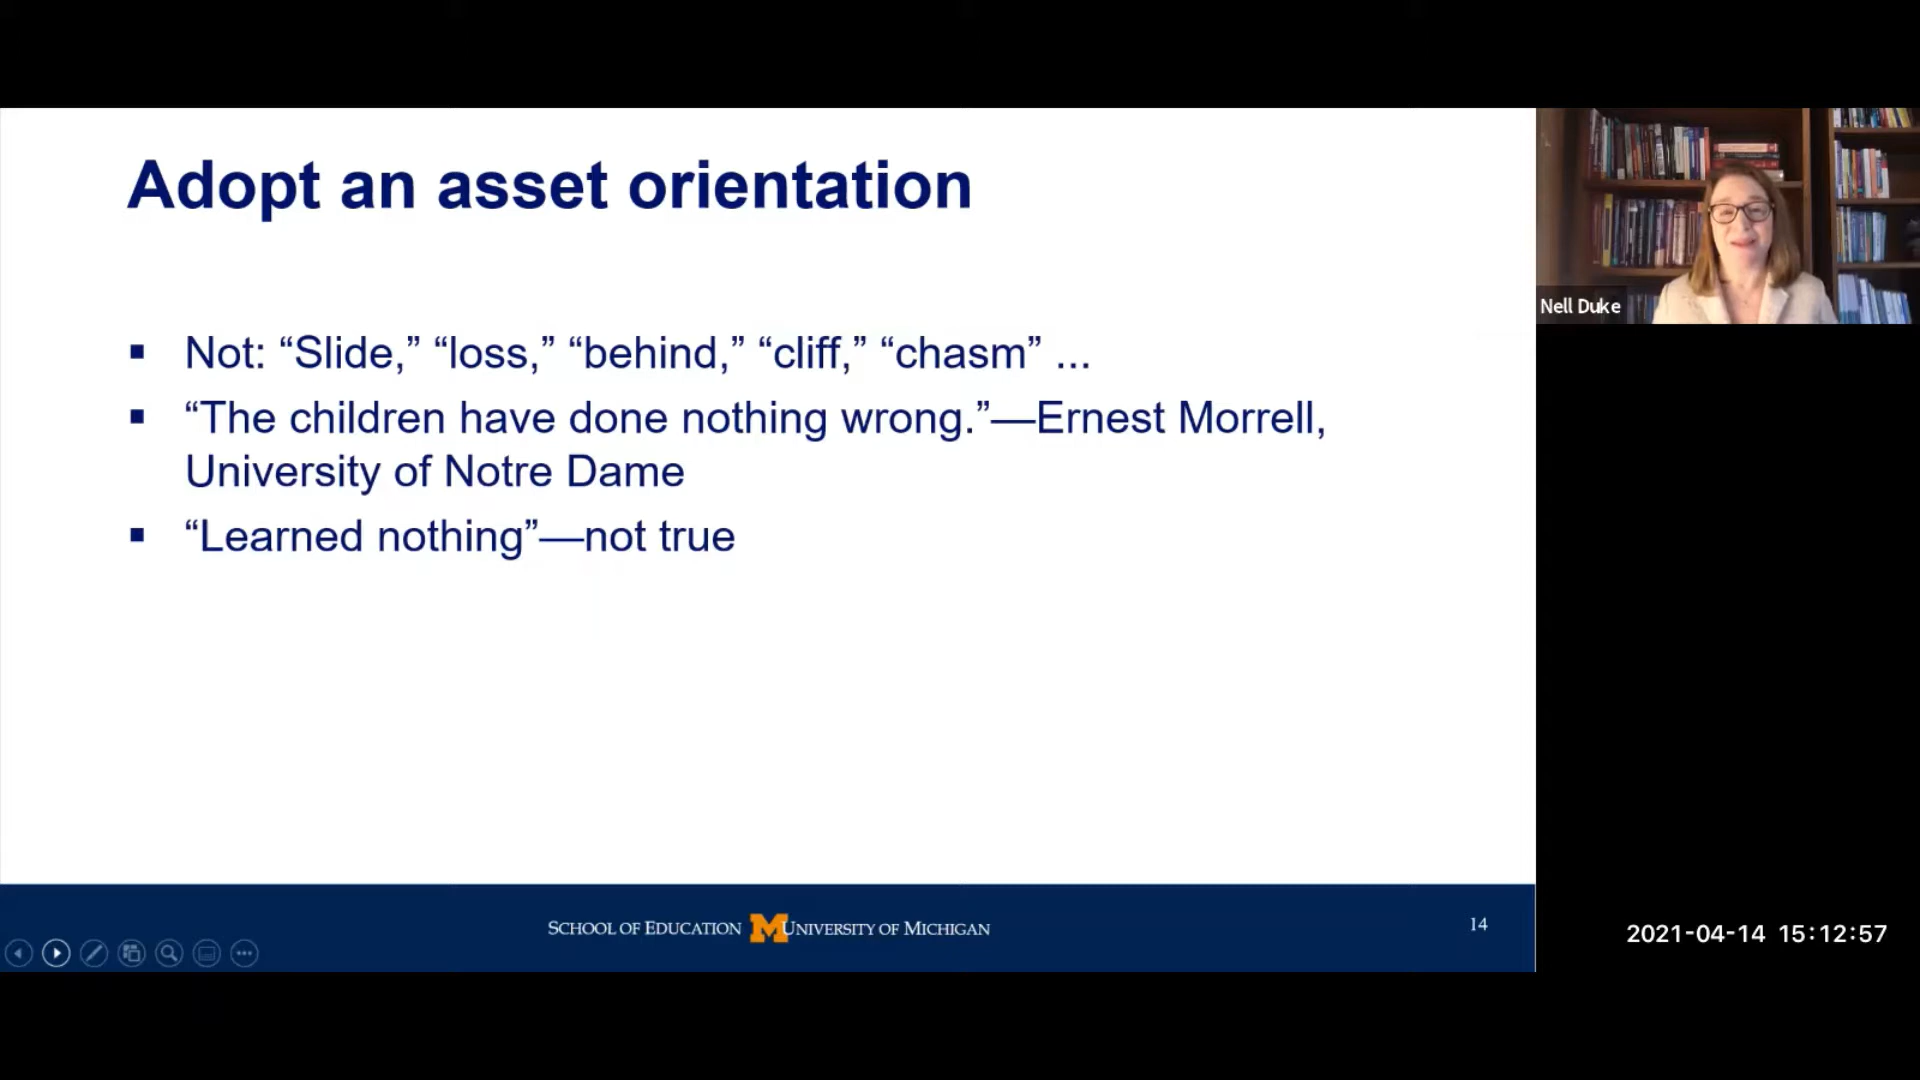 Adopt an asset orientation
▪ Not: “Slide,” “loss,” “behind,” “cliff,” “chasm” ...
▪ “The children have done nothing wrong.”—Ernest Morrell,
University of Notre Dame
▪ “Learned nothing”—not true
SCHOOL OF EDUCATION M UNIVERSITY OF MICHIGAN
14
Nell Duke
2021-04-14 15:12:57